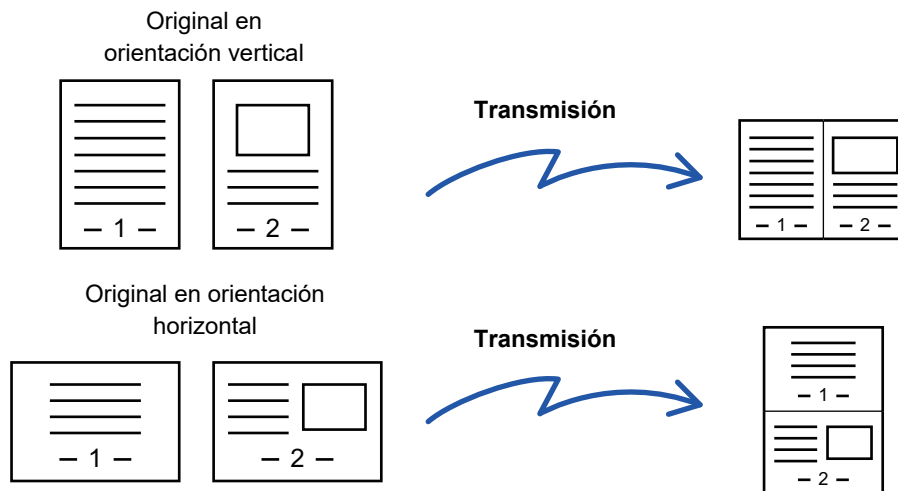 Original en
orientación vertical
Transmisión
– 1 –
– 2 –
– 1 –
– 2 –
Original en orientación
horizontal
Transmisión
– 1 –
– 2 –
– 1 –
– 2 –